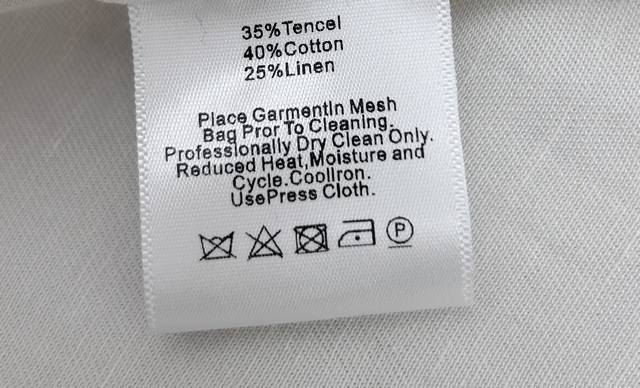 35%Tencel
40%Cotton
25%Linen
Place GarmentIn Mesh
Bag Pror To Cleaning.
Professionally Dry Clean Only.
Reduced Heat,Moisture and
Cycle.CoolIron.
UsePress Cloth.
P